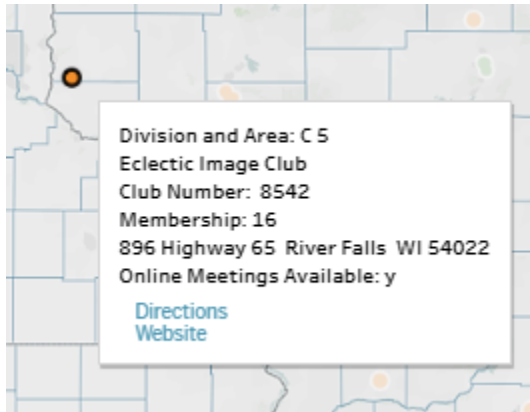 Division and Area: C 5
Eclectic Image Club
Club Number:  8542
Membership: 16
896 Highway 65  River Falls  WI 54022
Online Meetings Available: y
Directions
Website